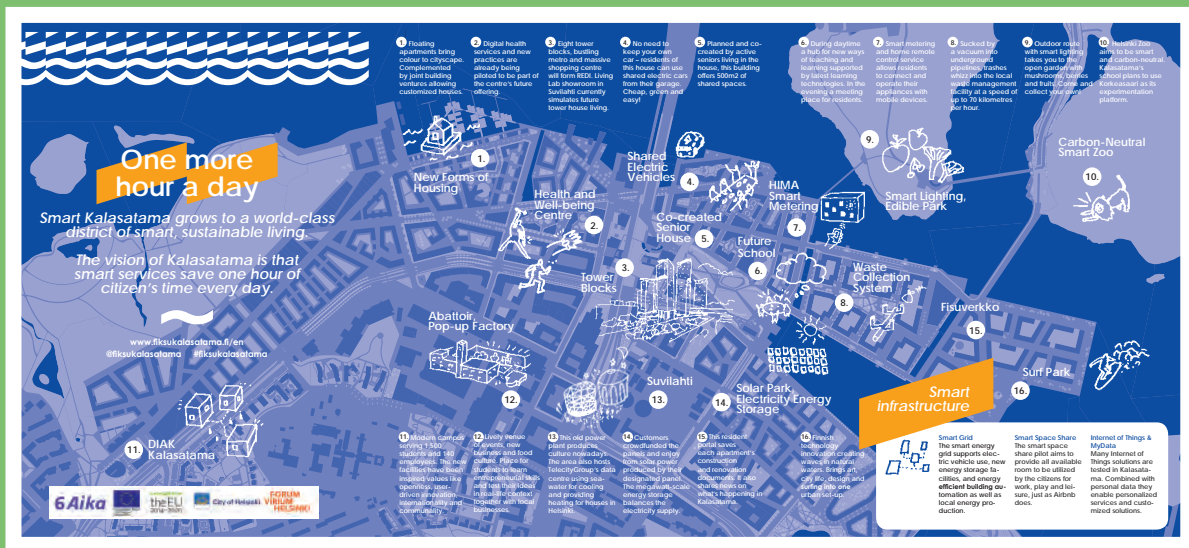 One more
hour a day
Smart Kalasatama grows to a world-class
district of smart, sustainable living.
The vision of Kalasatama is that
smart services save one hour of
citizen's time every day.
www.fiksukalasatama.fi/en
@fiksukalasatama #fiksukalasatama
1. Floating
apartments bring
colour to cityscape.
Complemented
by joint building
ventures allowing
customized houses.
2. Digital health
services and new
practices are
already being
piloted to be part of
the centre's future
offering.
3. Eight tower
blocks, bustling
metro and massive
shopping centre
will form REDI. Living
Lab showroom in
Suvilahti currently
simulates future
tower house living.
4. No need to
keep your own
car – residents of
this house can use
shared electric cars
from their garage.
Cheap, green and
easy!
5. Planned and co-
created by active
seniors living in the
house, this building
offers 500m2 of
shared spaces.
6. During daytime
a hub for new ways
of teaching and
learning supported
by latest learning
technologies. In the
evening a meeting
place for residents.
7. Smart metering
and home remote
control service
allows residents
to connect and
operate their
appliances with
mobile devices.
8. Sucked by
a vacuum into
underground
pipelines, trashes
whizz into the local
waste management
facility at a speed of
up to 70 kilometres
per hour.
9. Outdoor route
with smart lighting
takes you to the
open garden with
mushrooms, berries
and fruits. Come and
collect your own!
10. Helsinki Zoo
aims to be smart
and carbon-neutral.
Kalasatama's
school plans to use
Korkeasaari as its
experimentation
platform.
1.
New Forms of
Housing
Health and
Well-being
Centre
2.
Tower
Blocks
3.
Shared
Electric
Vehicles
4.
Co-created
Senior
House
5.
Future
School
6.
HIMA
Smart
Metering
7.
Waste
Collection
System
8.
9.
Smart Lighting,
Edible Park
Carbon-Neutral
Smart Zoo
10.
Fisuverkko
15.
Surf Park
16.
Abattoir,
Pop-up Factory
12.
Suvilahti
13.
14.
Solar Park,
Electricity Energy
Storage
11.
DIAK
Kalasatama
11. Modern campus
serving 1 500
students and 140
employees. The new
facilities have been
inspired values like
openness, user-
driven innovation,
internationality and
communality.
12. Lively venue
of events, new
business and food
culture. Place for
students to learn
entrepreneurial skills
and test their ideas
in real-life context
together with local
businesses.
13. This old power
plant produces
culture nowadays.
The area also hosts
TelecityGroup's data
centre using sea-
water for cooling
and providing
heating for houses in
Helsinki.
14. Customers
crowdfunded the
panels and enjoy
from solar power
produced by their
designated panel.
The megawatt-scale
energy storage
balances the
electricity supply.
15. This resident
portal saves
each apartment's
construction
and renovation
documents. It also
shares news on
what's happening in
Kalasatama.
16. Finnish
technology
innovation creating
waves in natural
waters. Brings art,
city life, design and
surfing into one
urban set-up.
Smart
infrastructure
Smart Grid
The smart energy
grid supports elec-
tric vehicle use, new
energy storage fa-
cilities, and energy
efficient building au-
tomation as well as
local energy pro-
duction.
Smart Space Share
The smart space
share pilot aims to
provide all available
room to be utilized
by the citizens for
work, play and lei-
sure, just as Airbnb
does.
Internet of Things &
MyData
Many Internet of
Things solutions are
tested in Kalasata-
ma. Combined with
personal data they
enable personalized
services and custo-
mized solutions.
6Aika
the EU
City of Helsinki
FORUM
VIRIUM
HELSINKI